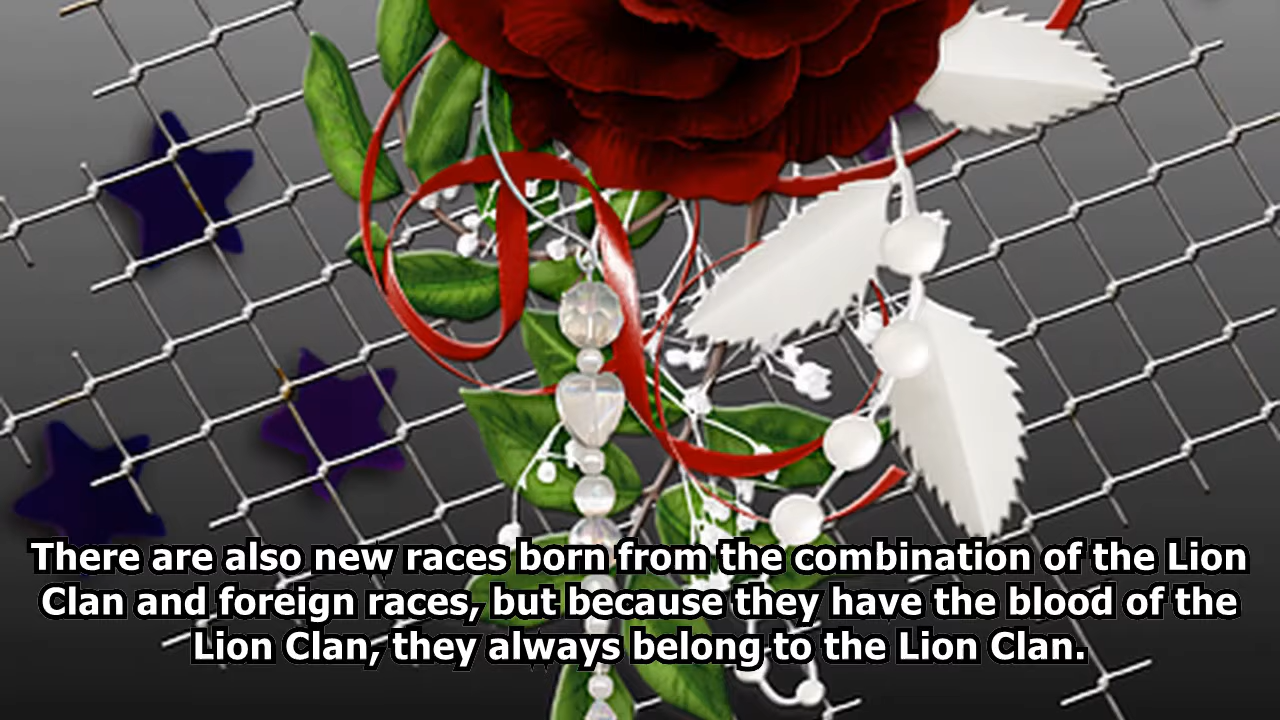 There are also new races born from the combination of the Lion
Clan and foreign races, but because they have the blood of the
Lion Clan, they always belong to the Lion Clan.